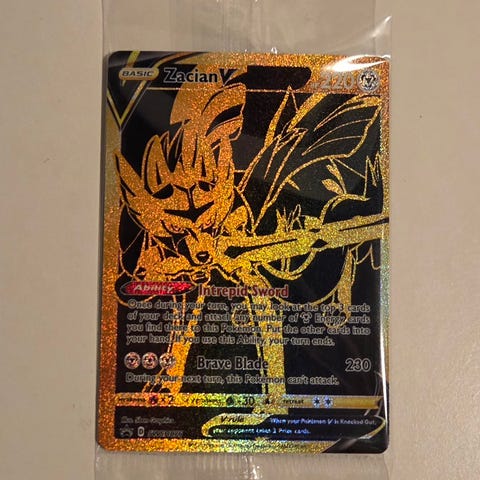 BASIC Zacian V 220
Ability Intrepid Sword
Once during your turn, you may look at the top 3 cards
of your deck and attach any number of Energy cards
you find there to this Pokémon. Put the other cards into
your hand. If you use this Ability, your turn ends.
Brave Blade 230
During your next turn, this Pokémon can't attack.
retreat
V rule When your Pokémon V is Knocked Out,
your opponent takes 2 Prize cards.